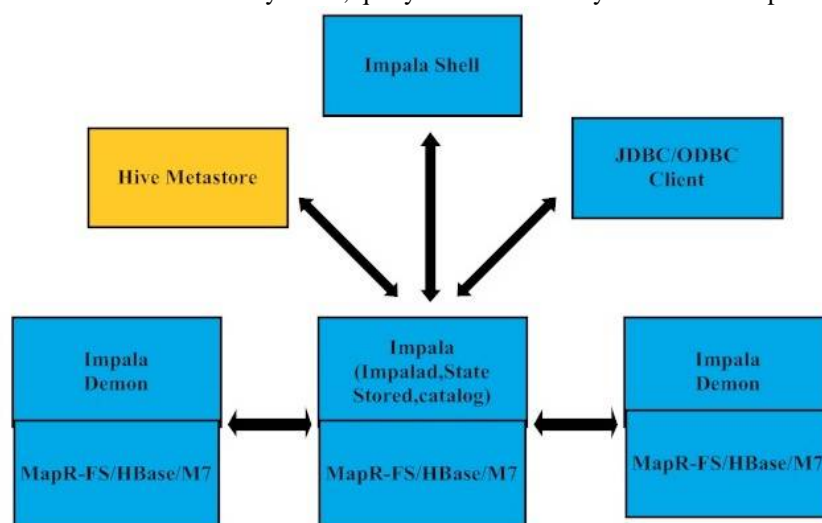 Impala Shell
Hive Metastore
JDBC/ODBC
Client
Impala
Demon
Impala
(Impalad,State
Stored,catalog)
Impala
Demon
MapR-FS/HBase/M7
MapR-FS/HBase/M7
MapR-FS/HBase/M7